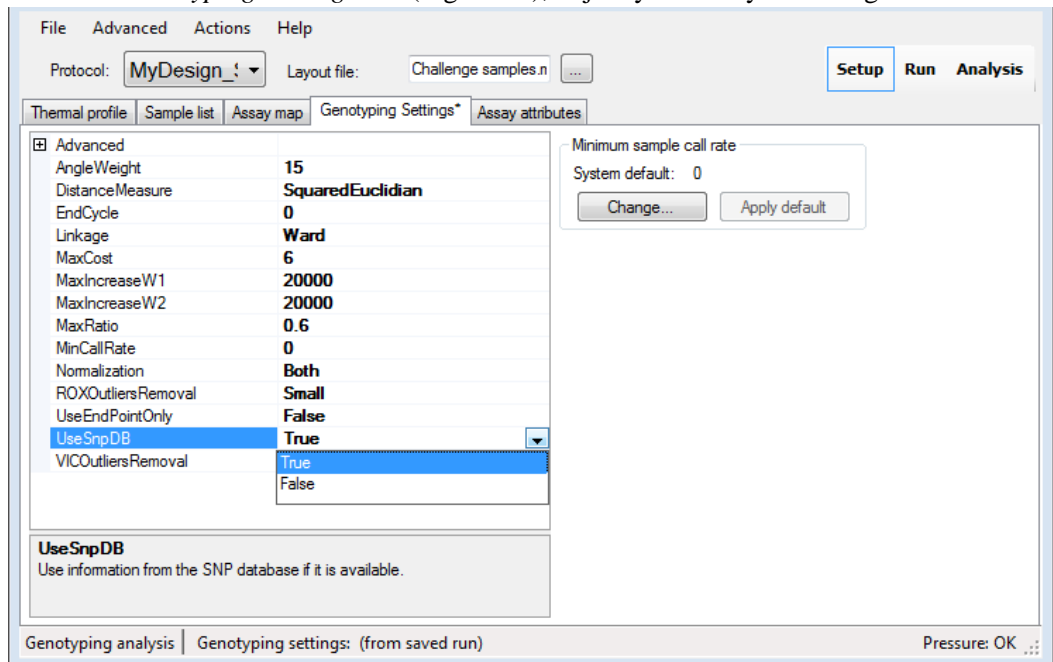 File Advanced Actions Help
Protocol: MyDesign_ Layout file: Challenge samples.n ... Setup Run Analysis
Thermal profile Sample list Assay map Genotyping Settings* Assay attributes
Advanced
AngleWeight 15
DistanceMeasure SquaredEuclidian
EndCycle 0
Linkage Ward
MaxCost 6
MaxIncreaseW1 20000
MaxIncreaseW2 20000
MaxRatio 0.6
MinCallRate 0
Normalization Both
ROXOutliersRemoval Small
UseEndPointOnly False
UseSnpDB True
VICOutliersRemoval
True
False
Minimum sample call rate
System default: 0
Change... Apply default
UseSnpDB
Use information from the SNP database if it is available.
Genotyping analysis Genotyping settings: (from saved run) Pressure: OK